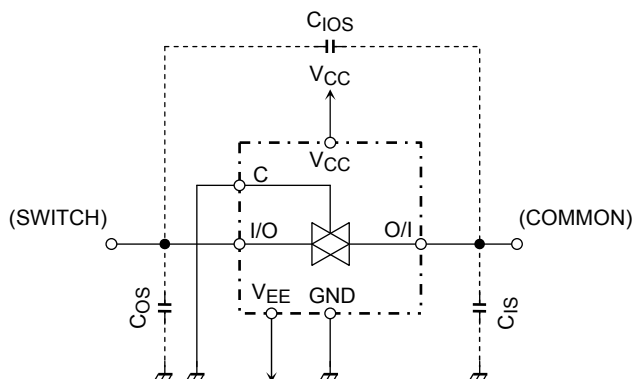 CIOS
VCC
VCC
C
(SWITCH)
I/O
O/I
(COMMON)
VEE
GND
COS
CIS